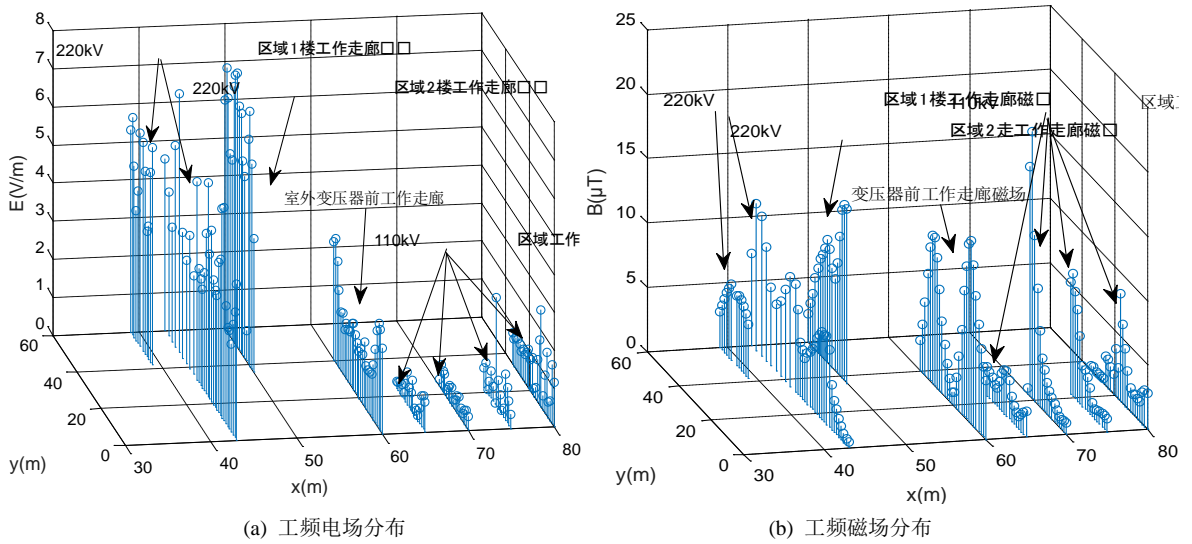 8
7
6
5
4
3
2
1
0
E(V/m)
220kV
区域1楼工作走廊□□
220kV
区域2楼工作走廊□□
室外变压器前工作走廊
110kV
区域工作
60
40
20
0
y(m)
30
40
50
60
70
80
x(m)
(a) 工频电场分布
25
20
15
10
5
0
B(μT)
220kV
220kV
区域1楼工作走廊磁□
110kV
区域2走工作走廊磁□
变压器前工作走廊磁场
区域工
60
40
20
0
y(m)
30
40
50
60
70
80
x(m)
(b) 工频磁场分布